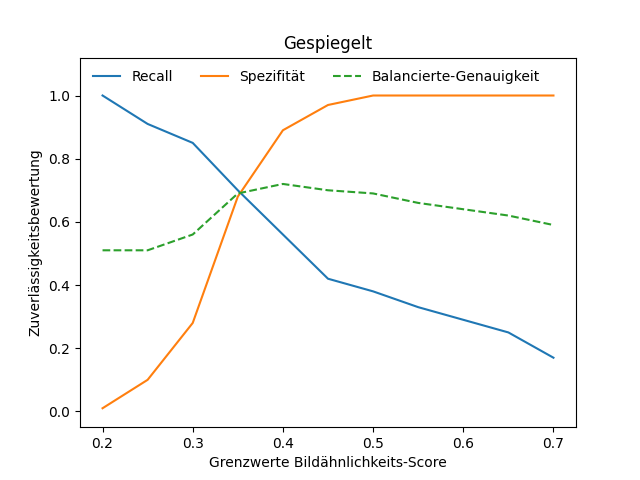 Gespiegelt
Recall Spezifität Balancierte-Genauigkeit
1.0
0.8
0.6
0.4
0.2
0.0
Zuverlässigkeitsbewertung
0.2 0.3 0.4 0.5 0.6 0.7
Grenzwerte Bildähnlichkeits-Score